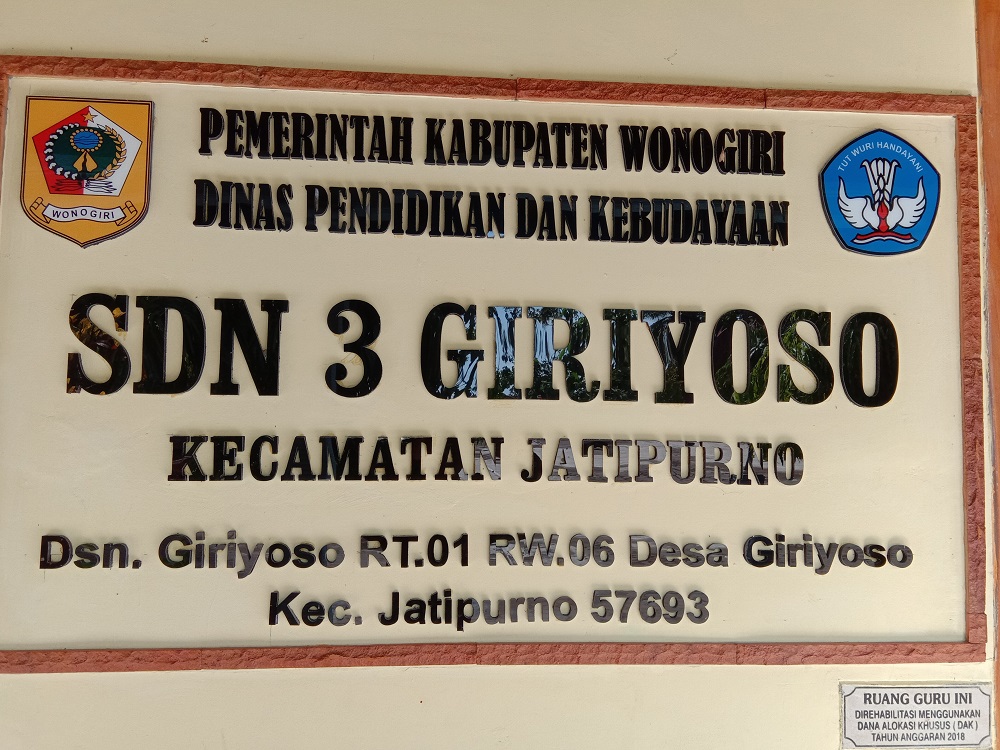 PEMERINTAH KABUPATEN WONOGIRI
DINAS PENDIDIKAN DAN KEBUDAYAAN
WONOGIRI
TUT WURI HANDAYANI
SDN 3 GIRIYOSO
KECAMATAN JATIPURNO
Dsn. Giriyoso RT.01 RW.06 Desa Giriyoso
Kec. Jatipurno 57693
RUANG GURU INI
DIREHABILITASI MENGGUNAKAN
DANA ALOKASI KHUSUS ( DAK )
TAHUN ANGGARAN 2018